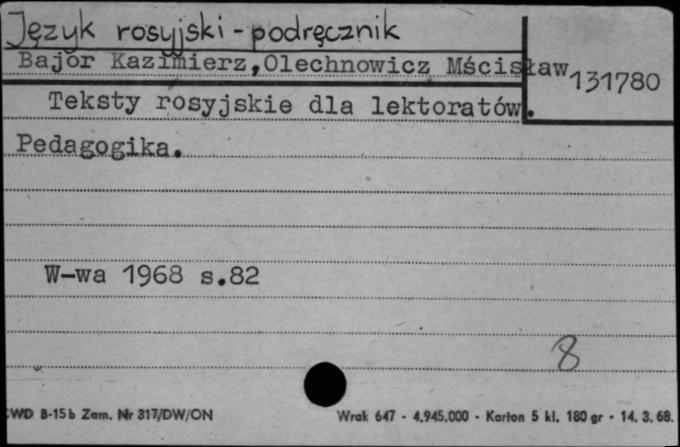 Język rosyjski - podręcznik
Bajor Kazimierz,Olechnowicz Mścisław
131780
Teksty rosyjskie dla lektoratów.
Pedagogika.
W-wa 1968 s.82
8
CWD B-15b Zam. Nr 317/DW/ON Wrak 647 - 4.945.000 - Karton 5 kl. 180 gr - 14. 3. 68.